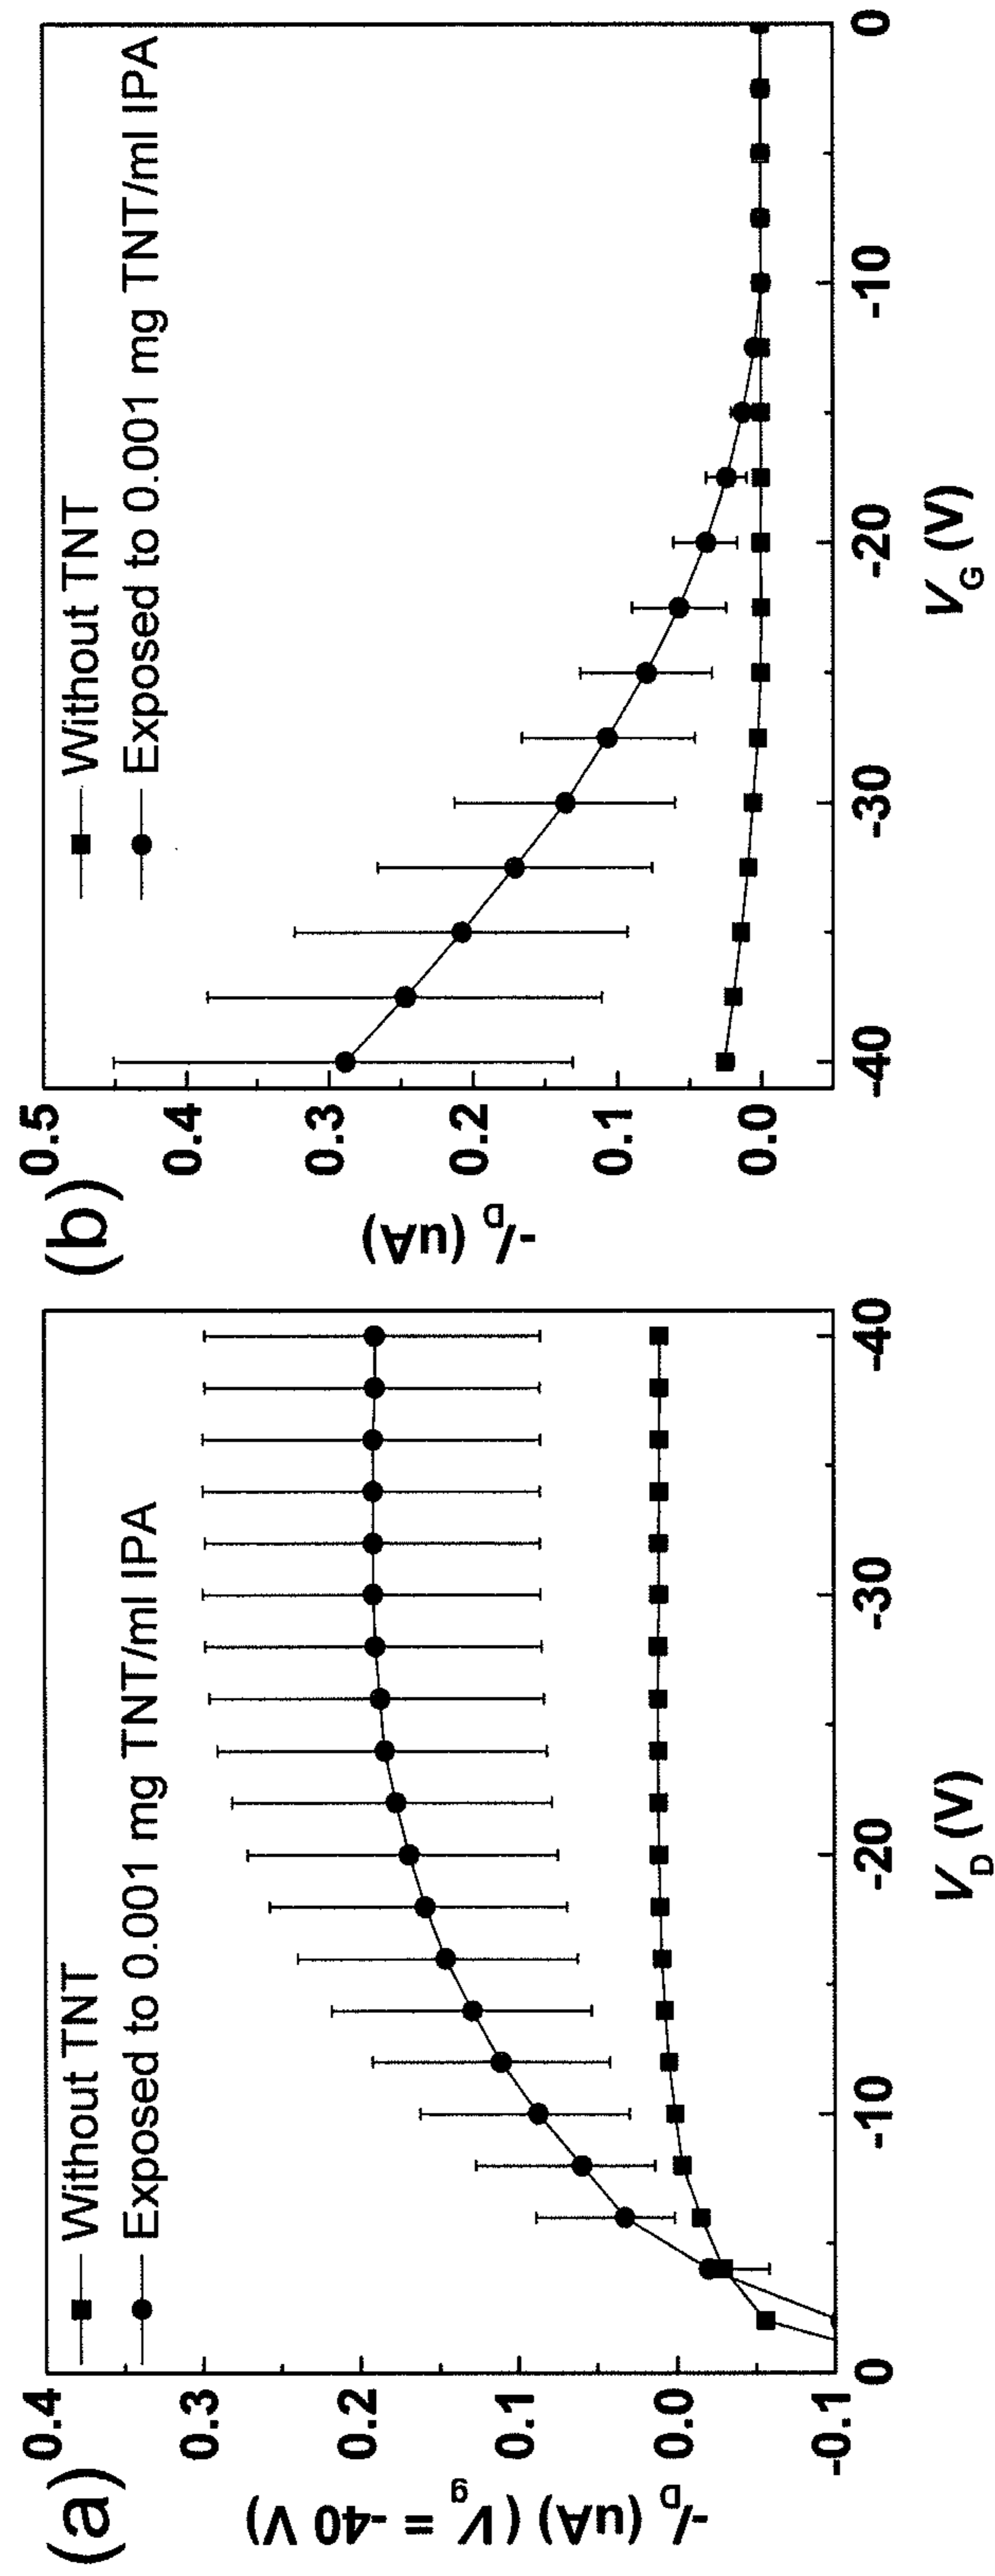 (a)
-I_D (uA) (V_g = -40 V)
0.4
0.3
0.2
0.1
0.0
-0.1
Without TNT
Exposed to 0.001 mg TNT/ml IPA
0
-10
-20
-30
-40
V_D (V)
(b)
-I_D (uA)
0.5
0.4
0.3
0.2
0.1
0.0
Without TNT
Exposed to 0.001 mg TNT/ml IPA
-40
-30
-20
-10
0
V_G (V)